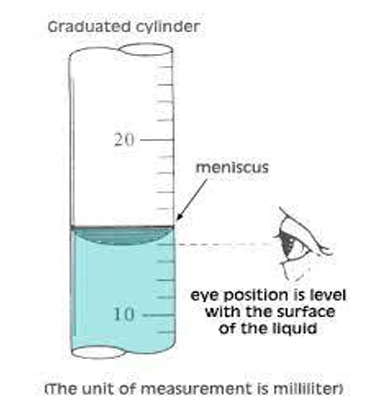 Graduated cylinder
20
meniscus
eye position is level
with the surface
of the liquid
10
(The unit of measurement is milliliter)